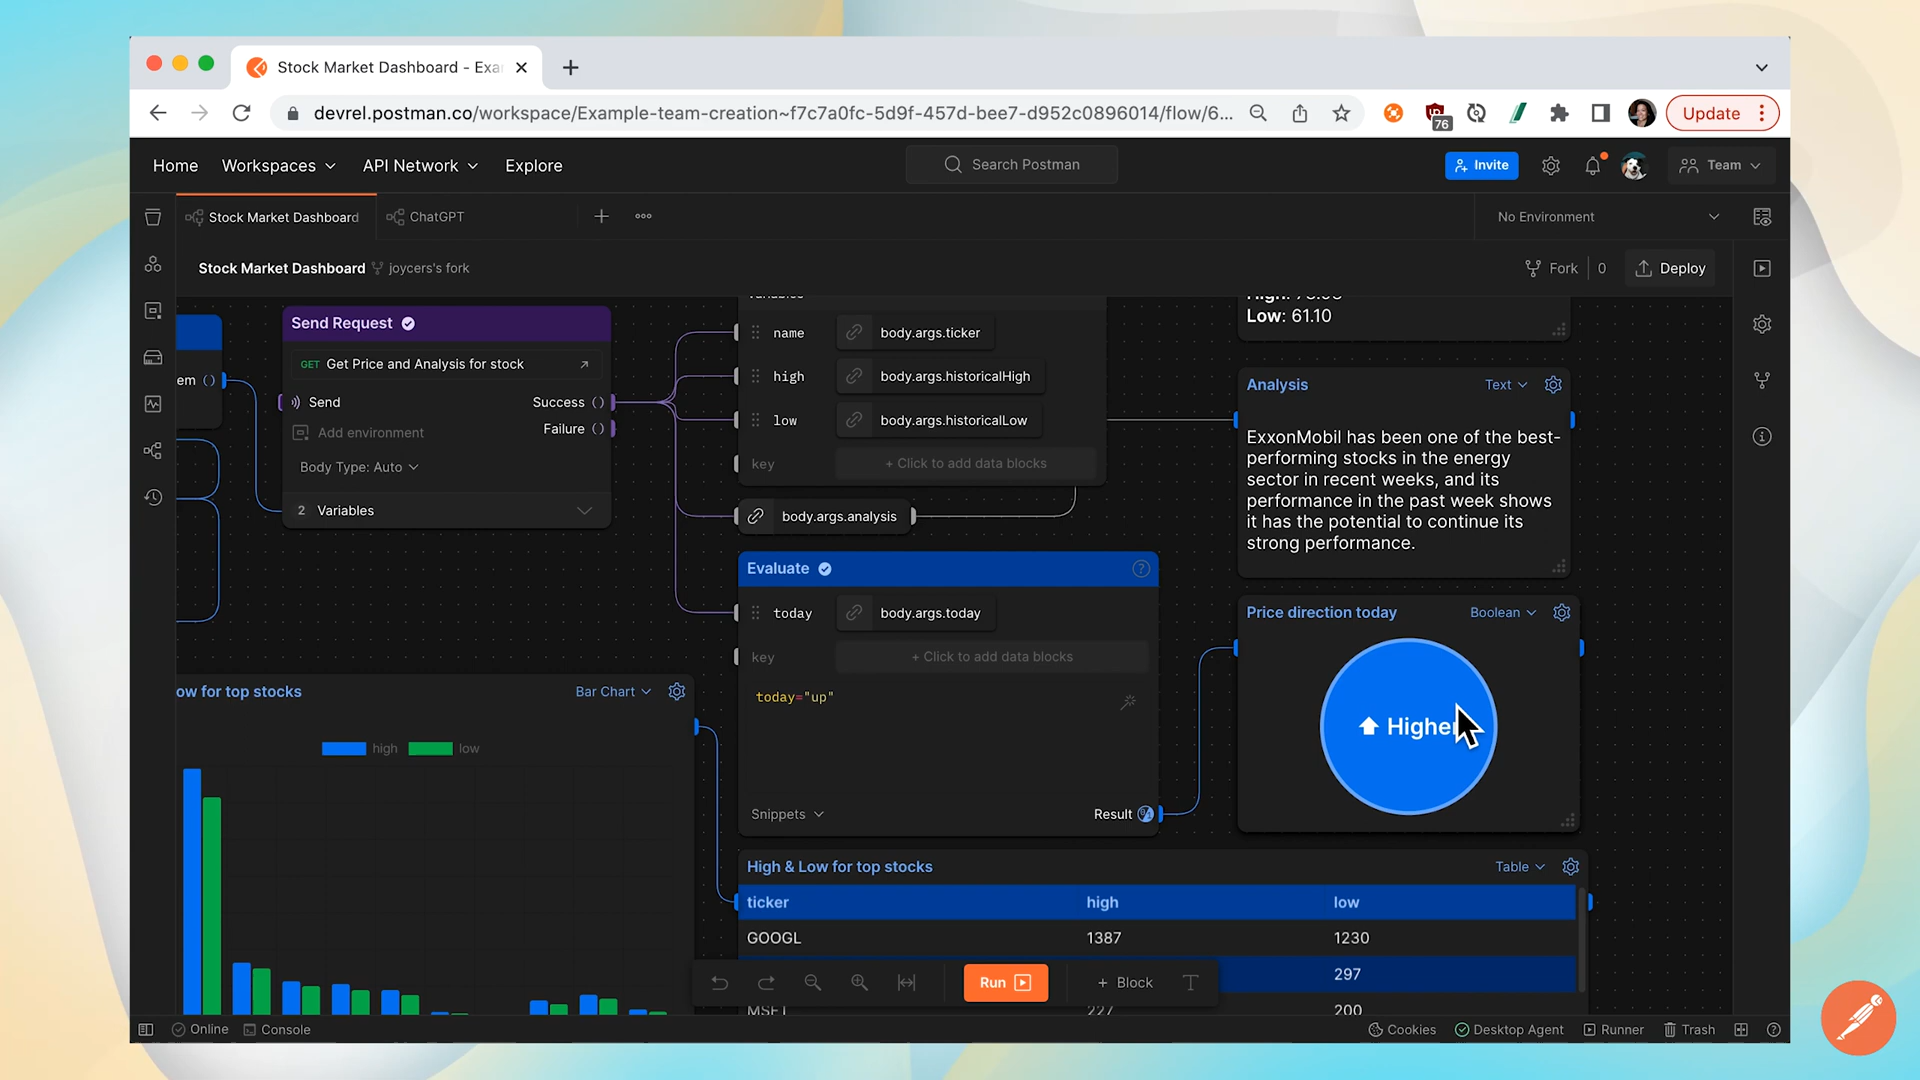 Stock Market Dashboard - Exa
devrel.postman.co/workspace/Example-team-creation~f7c7a0fc-5d9f-457d-bee7-d952c0896014/flow/6...
76
Update
Home
Workspaces
API Network
Explore
Search Postman
Invite
Team
Stock Market Dashboard
ChatGPT
No Environment
Stock Market Dashboard
joycers's fork
Fork
0
Deploy
em ()
Send Request
GET Get Price and Analysis for stock
Send
Success ()
Failure ()
Add environment
Body Type: Auto
2 Variables
name
body.args.ticker
high
body.args.historicalHigh
low
body.args.historicalLow
key
+ Click to add data blocks
body.args.analysis
Low: 61.10
Analysis
Text
ExxonMobil has been one of the best-
performing stocks in the energy
sector in recent weeks, and its
performance in the past week shows
it has the potential to continue its
strong performance.
Evaluate
today
body.args.today
key
+ Click to add data blocks
today="up"
Snippets
Result
Price direction today
Boolean
Higher
ow for top stocks
Bar Chart
high
low
High & Low for top stocks
Table
ticker high low
GOOGL 1387 1230
297
MSFT 227 200
Run
+ Block
T
Online
Console
Cookies
Desktop Agent
Runner
Trash